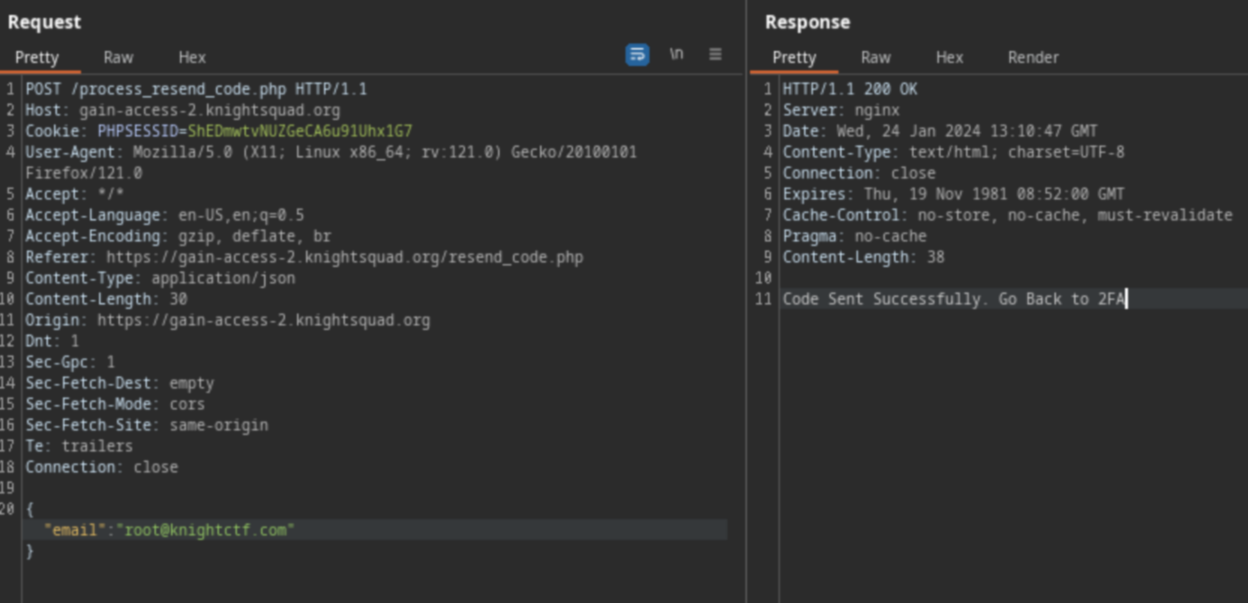 Request
Pretty Raw Hex \n
1 POST /process_resend_code.php HTTP/1.1
2 Host: gain-access-2.knightsquad.org
3 Cookie: PHPSESSID=ShEDmwtvNUZGeCA6u91Uhx1G7
4 User-Agent: Mozilla/5.0 (X11; Linux x86_64; rv:121.0) Gecko/20100101
Firefox/121.0
5 Accept: */*
6 Accept-Language: en-US,en;q=0.5
7 Accept-Encoding: gzip, deflate, br
8 Referer: https://gain-access-2.knightsquad.org/resend_code.php
9 Content-Type: application/json
10 Content-Length: 30
11 Origin: https://gain-access-2.knightsquad.org
12 Dnt: 1
13 Sec-Gpc: 1
14 Sec-Fetch-Dest: empty
15 Sec-Fetch-Mode: cors
16 Sec-Fetch-Site: same-origin
17 Te: trailers
18 Connection: close
19
20 {
"email":"root@knightctf.com"
}
Response
Pretty Raw Hex Render
1 HTTP/1.1 200 OK
2 Server: nginx
3 Date: Wed, 24 Jan 2024 13:10:47 GMT
4 Content-Type: text/html; charset=UTF-8
5 Connection: close
6 Expires: Thu, 19 Nov 1981 08:52:00 GMT
7 Cache-Control: no-store, no-cache, must-revalidate
8 Pragma: no-cache
9 Content-Length: 38
10
11 Code Sent Successfully. Go Back to 2FA